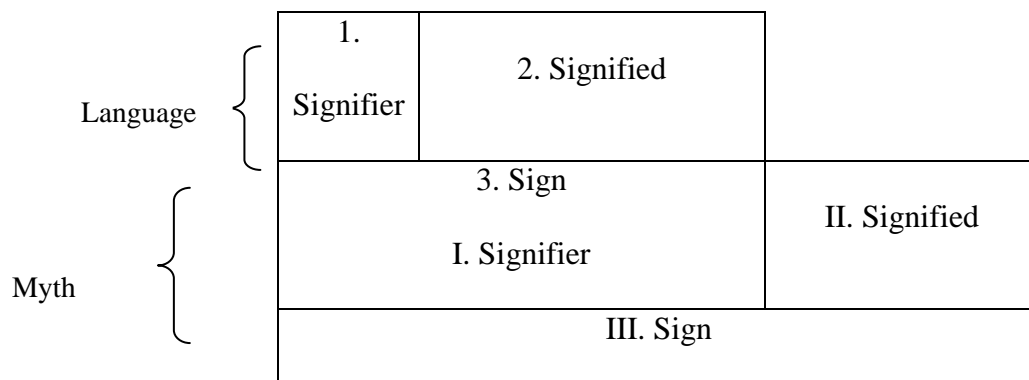 1.
Signifier
2. Signified
Language
3. Sign
I. Signifier
II. Signified
Myth
III. Sign